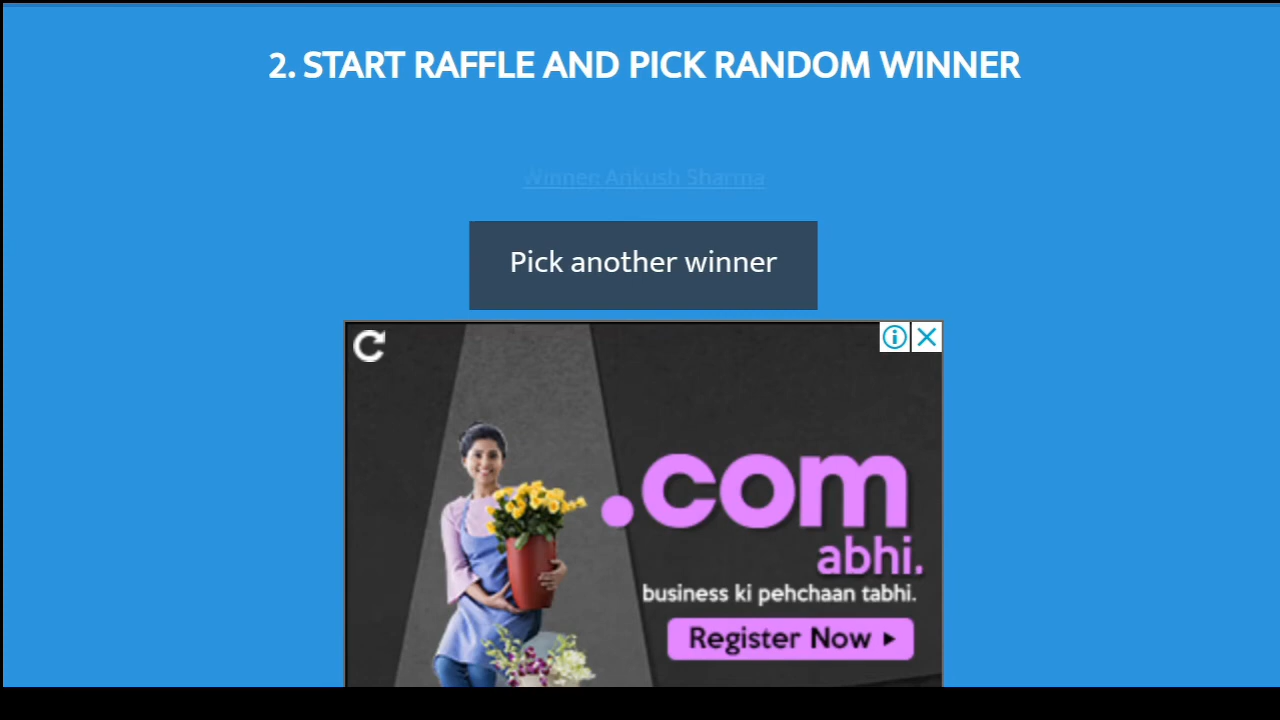 2. START RAFFLE AND PICK RANDOM WINNER
Winner: Ankush Sharma
Pick another winner
.com
abhi.
business ki pehchaan tabhi.
Register Now